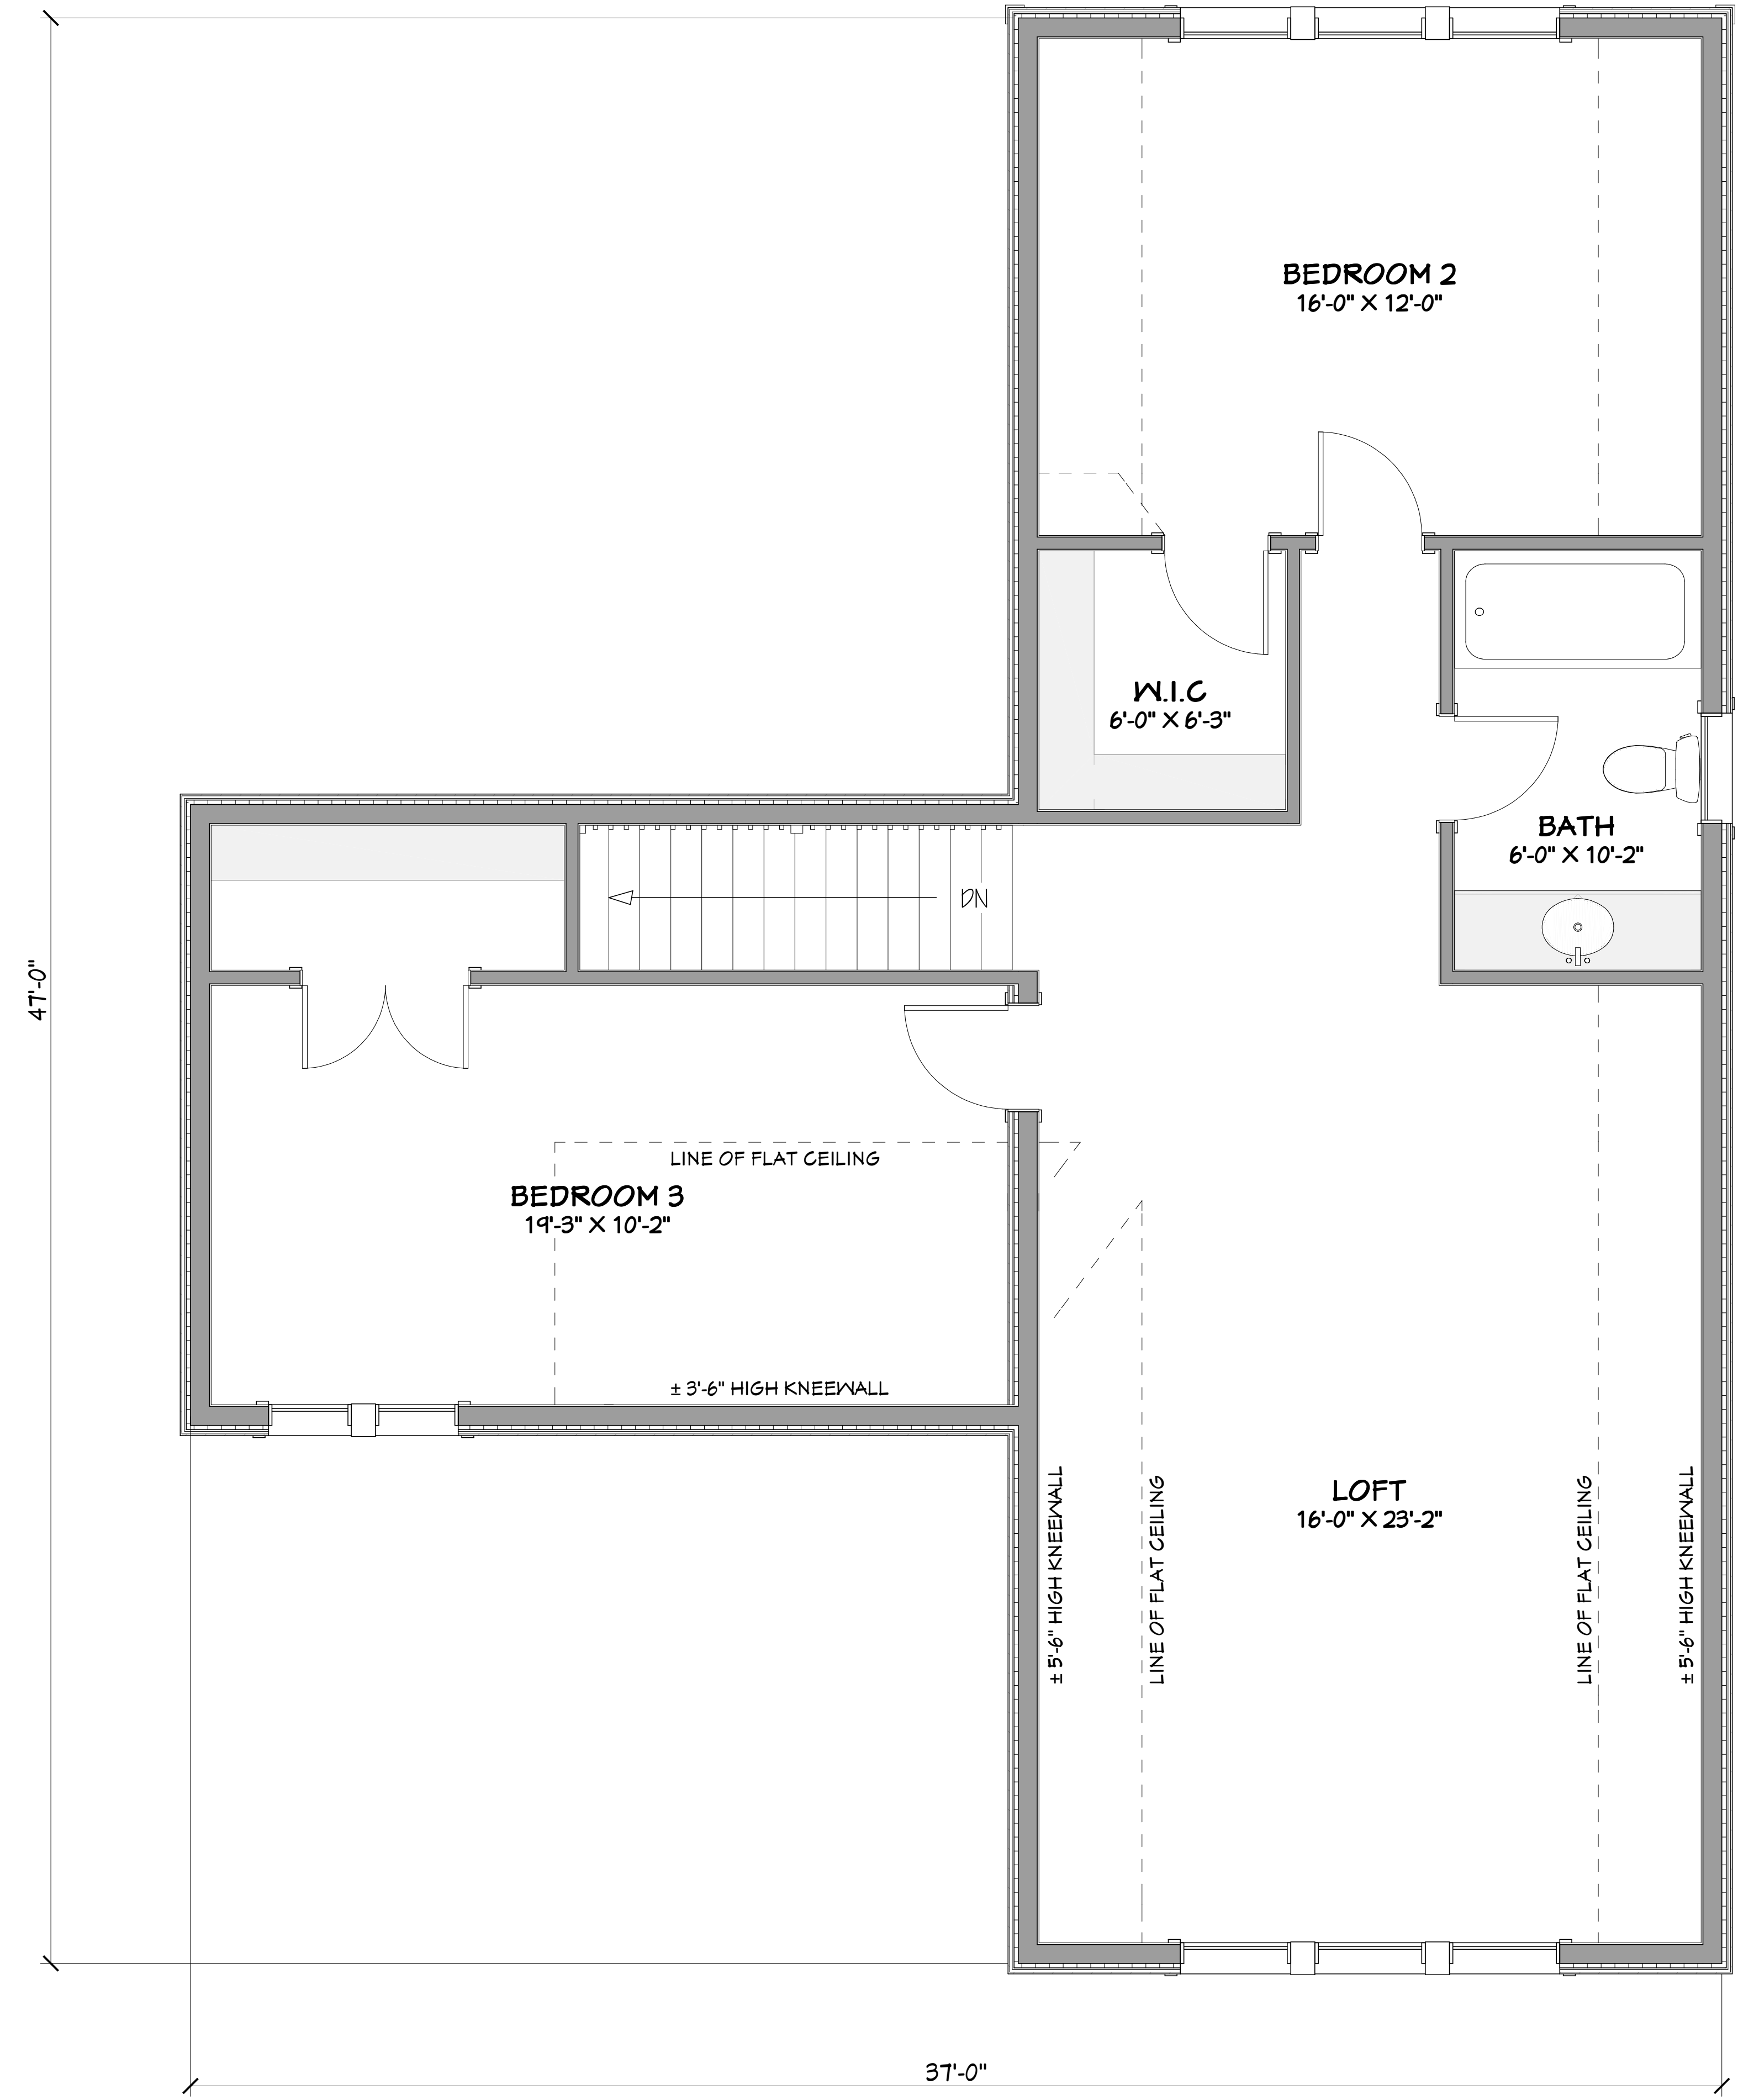 BEDROOM 2
16'-0" X 12'-0"
W.I.C
6'-0" X 6'-3"
BATH
6'-0" X 10'-2"
DN
47'-0"
LINE OF FLAT CEILING
BEDROOM 3
19'-3" X 10'-2"
± 3'-6" HIGH KNEEWALL
± 5'-6" HIGH KNEEWALL
LINE OF FLAT CEILING
LOFT
16'-0" X 23'-2"
LINE OF FLAT CEILING
± 5'-6" HIGH KNEEWALL
37'-0"